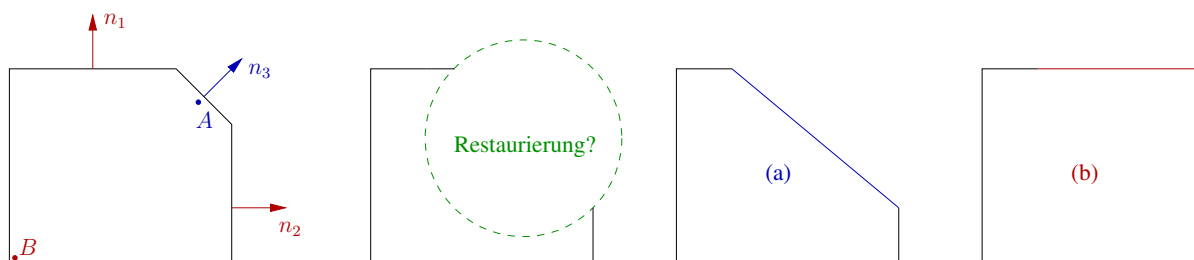 n₁
n₃
A
n₂
B
Restaurierung?
(a)
(b)